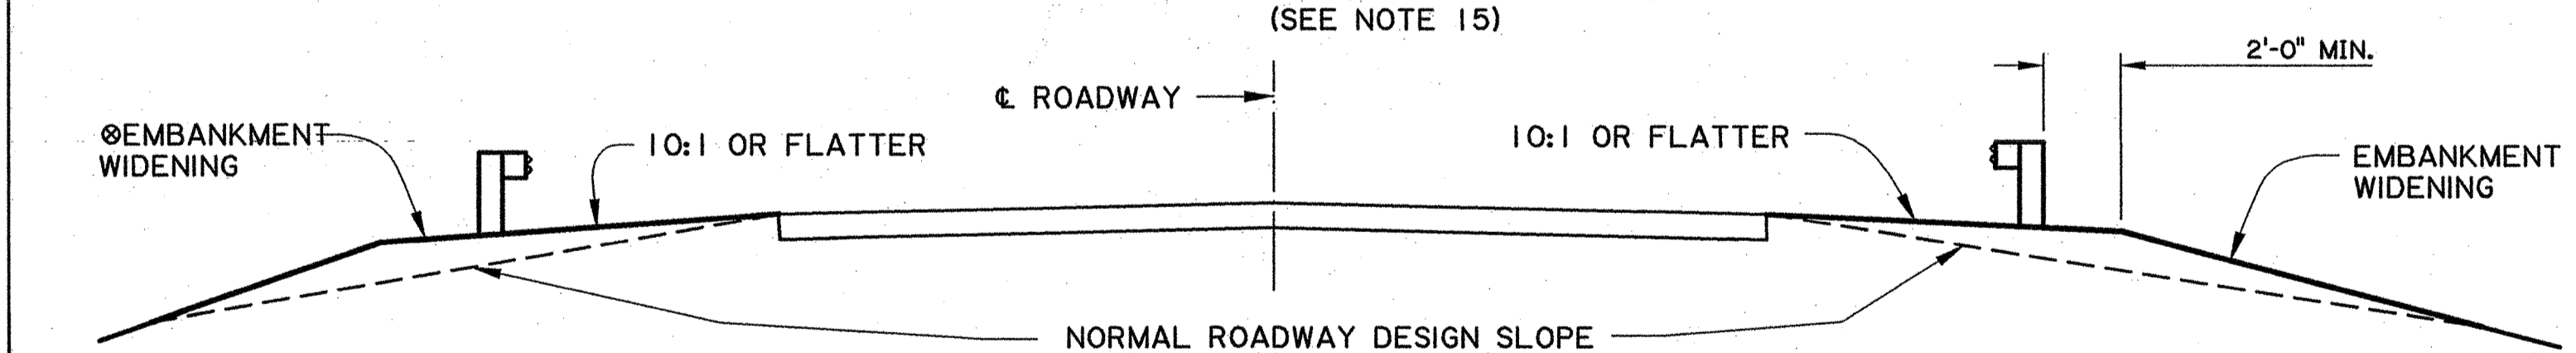 (SEE NOTE 15)
2'-0" MIN.
℄ ROADWAY
⊗EMBANKMENT
WIDENING
10:1 OR FLATTER
10:1 OR FLATTER
EMBANKMENT
WIDENING
NORMAL ROADWAY DESIGN SLOPE